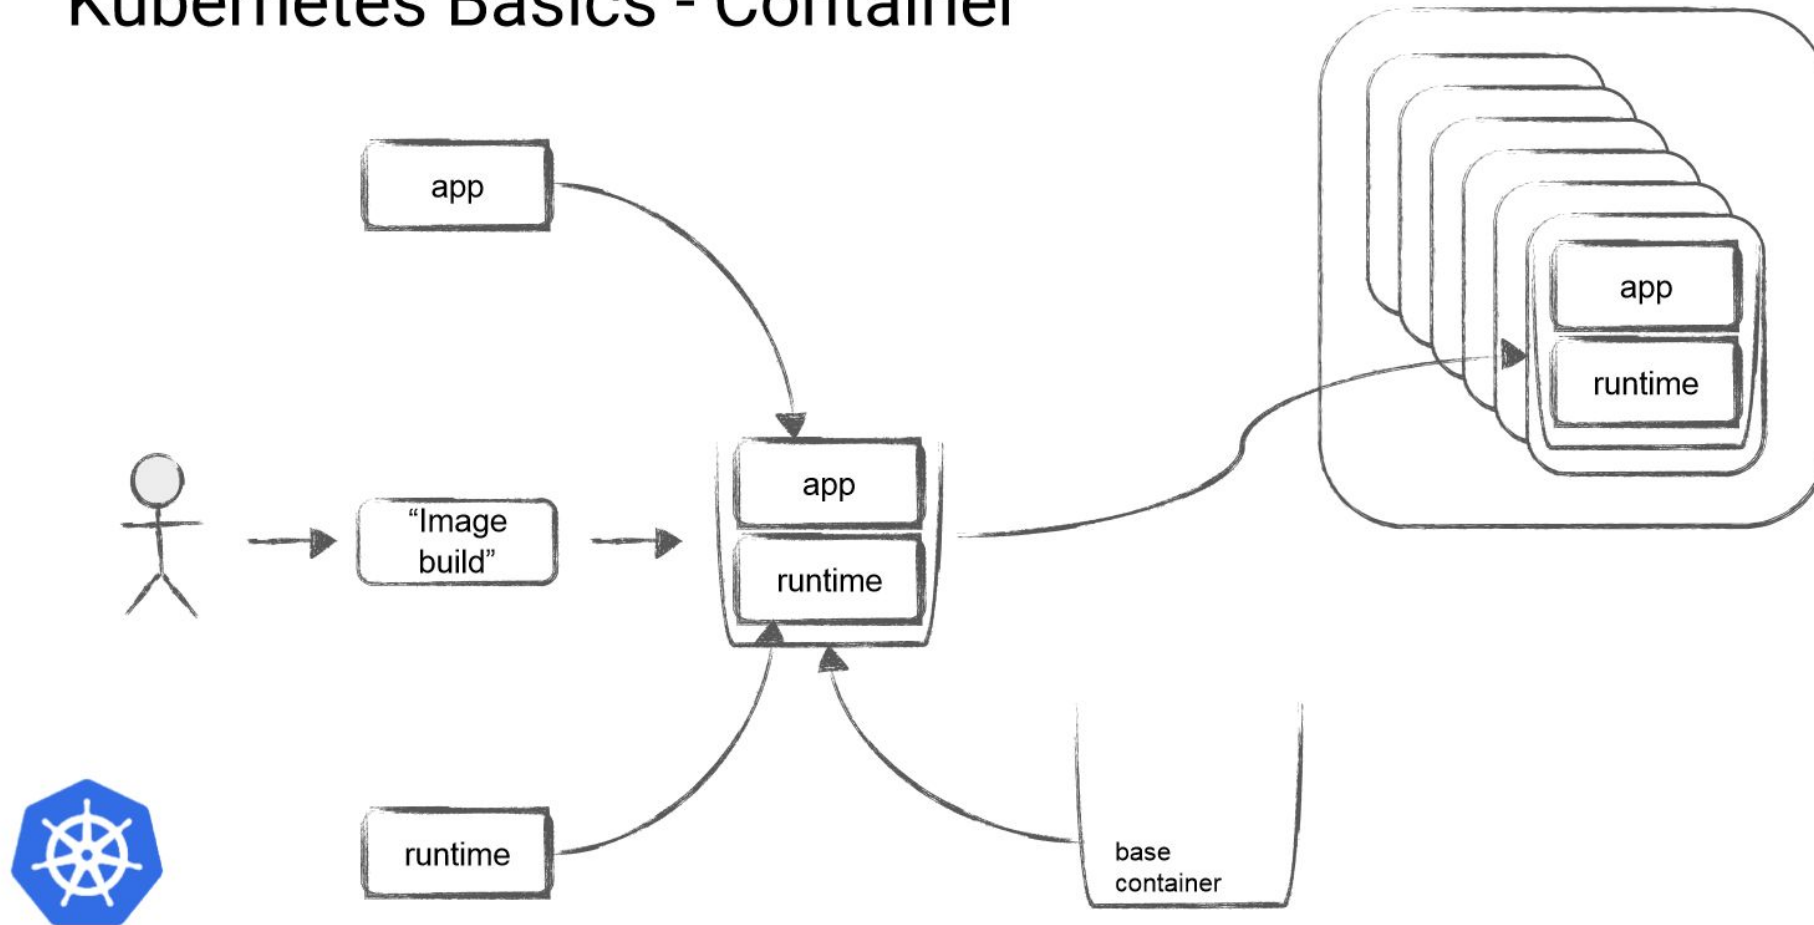 Kubernetes Basics - Container
app
app
runtime
“Image
build”
app
runtime
runtime
base
container